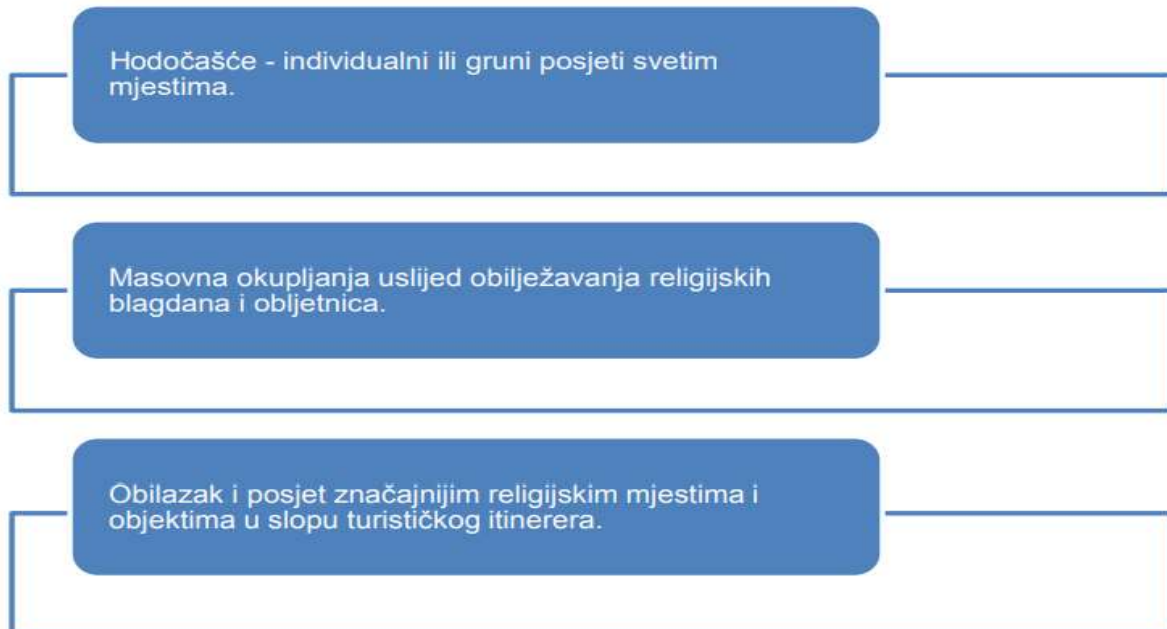 Hodočašće - individualni ili gruni posjeti svetim
mjestima.
Masovna okupljanja uslijed obilježavanja religijskih
blagdana i obljetnica.
Obilazak i posjet značajnijim religijskim mjestima i
objektima u slopu turističkog itinerera.